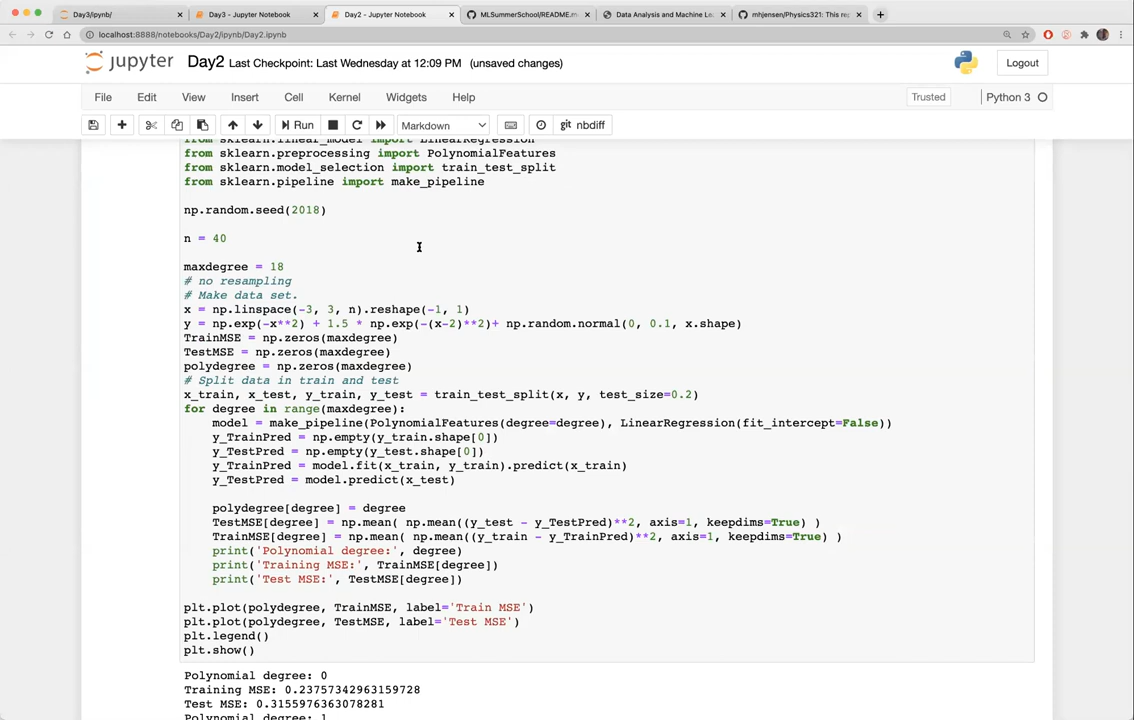 Day3/ipynb/
Day3 - Jupyter Notebook
Day2 - Jupyter Notebook
MLSummerSchool/README.m
Data Analysis and Machine Le
mhjensen/Physics321: This re
localhost:8888/notebooks/Day2/ipynb/Day2.ipynb
jupyter Day2 Last Checkpoint: Last Wednesday at 12:09 PM (unsaved changes) Logout
File Edit View Insert Cell Kernel Widgets Help Trusted Python 3
Run Markdown git nbdiff
from sklearn.linear_model import LinearRegression
from sklearn.preprocessing import PolynomialFeatures
from sklearn.model_selection import train_test_split
from sklearn.pipeline import make_pipeline
np.random.seed(2018)
n = 40
maxdegree = 18
# no resampling
# Make data set.
x = np.linspace(-3, 3, n).reshape(-1, 1)
y = np.exp(-x**2) + 1.5 * np.exp(-(x-2)**2)+ np.random.normal(0, 0.1, x.shape)
TrainMSE = np.zeros(maxdegree)
TestMSE = np.zeros(maxdegree)
polydegree = np.zeros(maxdegree)
# Split data in train and test
x_train, x_test, y_train, y_test = train_test_split(x, y, test_size=0.2)
for degree in range(maxdegree):
model = make_pipeline(PolynomialFeatures(degree=degree), LinearRegression(fit_intercept=False))
y_TrainPred = np.empty(y_train.shape[0])
y_TestPred = np.empty(y_test.shape[0])
y_TrainPred = model.fit(x_train, y_train).predict(x_train)
y_TestPred = model.predict(x_test)
polydegree[degree] = degree
TestMSE[degree] = np.mean( np.mean((y_test - y_TestPred)**2, axis=1, keepdims=True) )
TrainMSE[degree] = np.mean( np.mean((y_train - y_TrainPred)**2, axis=1, keepdims=True) )
print('Polynomial degree:', degree)
print('Training MSE:', TrainMSE[degree])
print('Test MSE:', TestMSE[degree])
plt.plot(polydegree, TrainMSE, label='Train MSE')
plt.plot(polydegree, TestMSE, label='Test MSE')
plt.legend()
plt.show()
Polynomial degree: 0
Training MSE: 0.23757342963159728
Test MSE: 0.3155976363078281
Polynomial degree: 1